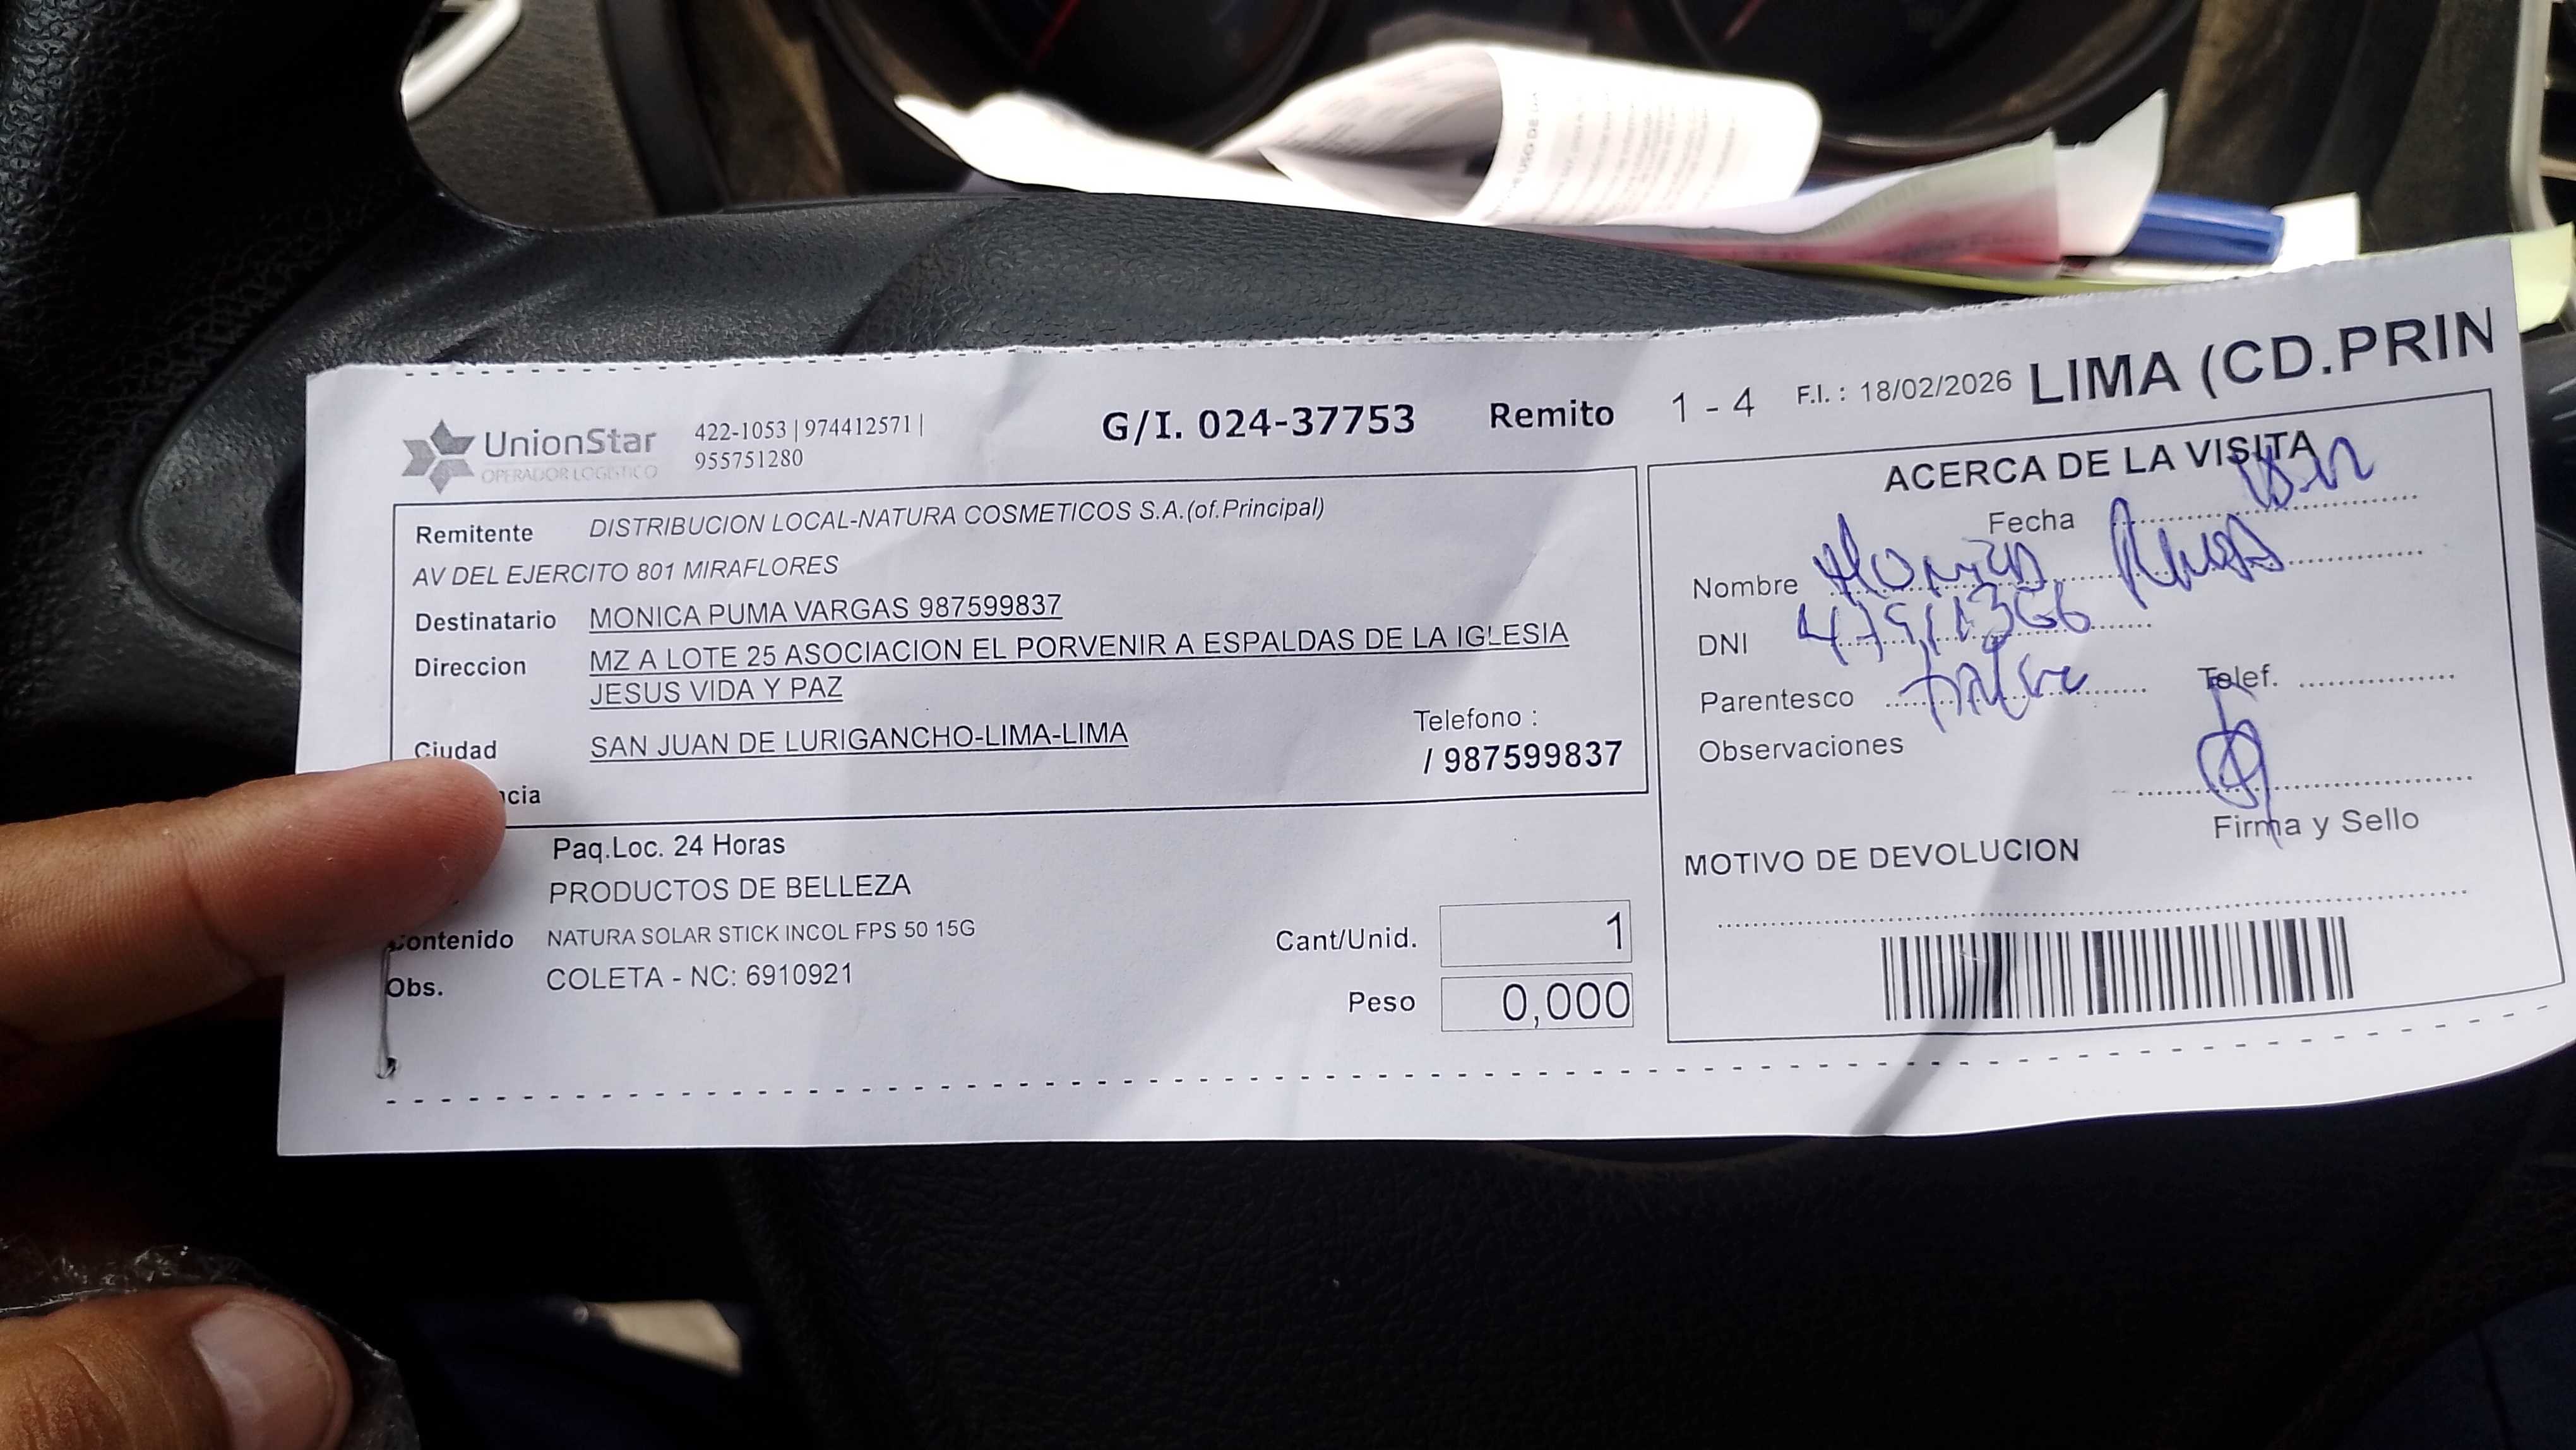 UnionStar
OPERADOR LOGISTICO
422-1053 | 974412571 |
955751280
G/I. 024-37753 Remito 1 - 4 F.I. : 18/02/2026 LIMA (CD.PRIN
Remitente DISTRIBUCION LOCAL-NATURA COSMETICOS S.A.(of.Principal)
AV DEL EJERCITO 801 MIRAFLORES
Destinatario MONICA PUMA VARGAS 987599837
Direccion MZ A LOTE 25 ASOCIACION EL PORVENIR A ESPALDAS DE LA IGLESIA
JESUS VIDA Y PAZ
Ciudad SAN JUAN DE LURIGANCHO-LIMA-LIMA
Telefono :
/ 987599837
ncia
Paq.Loc. 24 Horas
PRODUCTOS DE BELLEZA
Contenido NATURA SOLAR STICK INCOL FPS 50 15G
Obs. COLETA - NC: 6910921
Cant/Unid. 1
Peso 0,000
ACERCA DE LA VISITA
Fecha
Nombre
DNI
Parentesco
Telef.
Observaciones
Firma y Sello
MOTIVO DE DEVOLUCION
USO DE